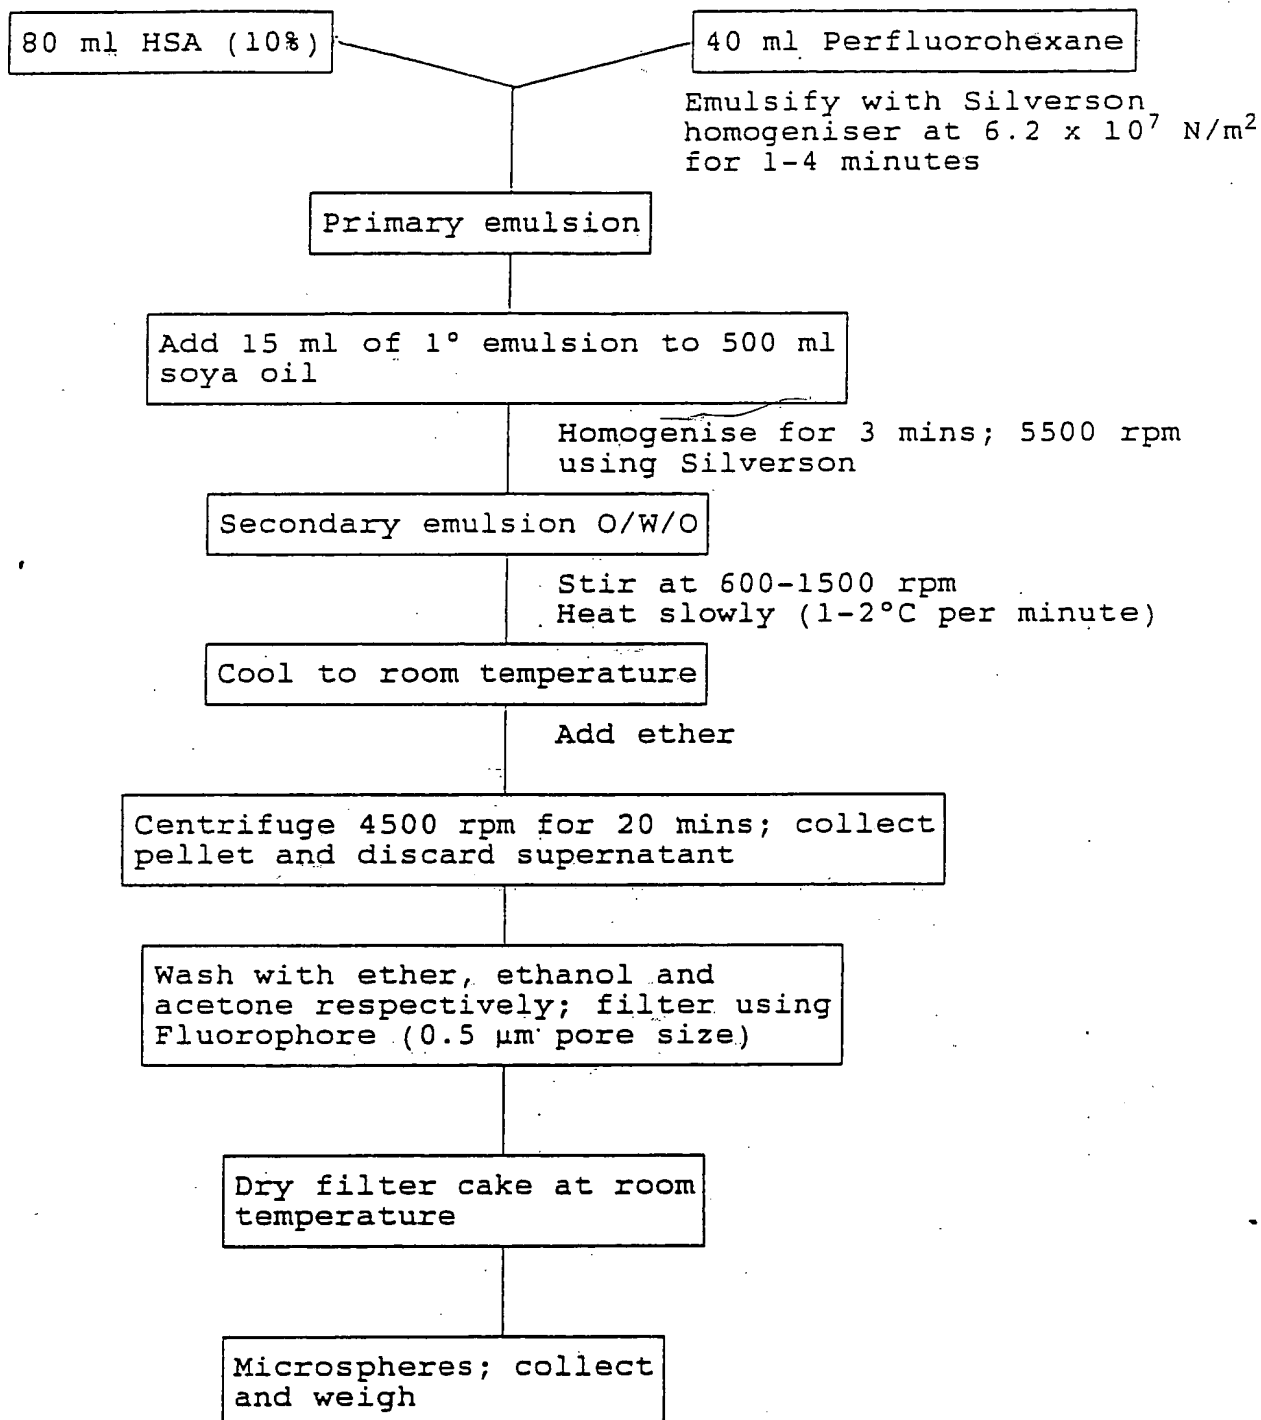 80 ml HSA (10%)
40 ml Perfluorohexane
Emulsify with Silverson
homogeniser at 6.2 x 10⁷ N/m²
for 1-4 minutes
Primary emulsion
Add 15 ml of 1° emulsion to 500 ml
soya oil
Homogenise for 3 mins; 5500 rpm
using Silverson
Secondary emulsion O/W/O
Stir at 600-1500 rpm
Heat slowly (1-2°C per minute)
Cool to room temperature
Add ether
Centrifuge 4500 rpm for 20 mins; collect
pellet and discard supernatant
Wash with ether, ethanol and
acetone respectively; filter using
Fluorophore (0.5 µm pore size)
Dry filter cake at room
temperature
Microspheres; collect
and weigh